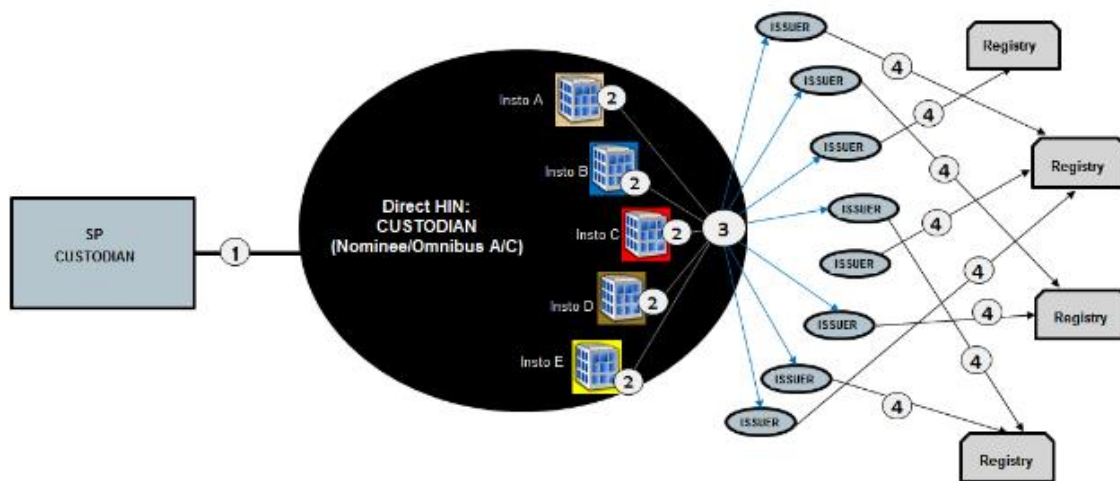 SP
CUSTODIAN
1
Direct HIN:
CUSTODIAN
(Nominee/Omnibus A/C)
Insto A
2
Insto B
2
Insto C
2
Insto D
2
Insto E
2
3
ISSUER
ISSUER
ISSUER
ISSUER
ISSUER
ISSUER
ISSUER
ISSUER
4
4
4
4
4
4
4
4
Registry
Registry
Registry
Registry